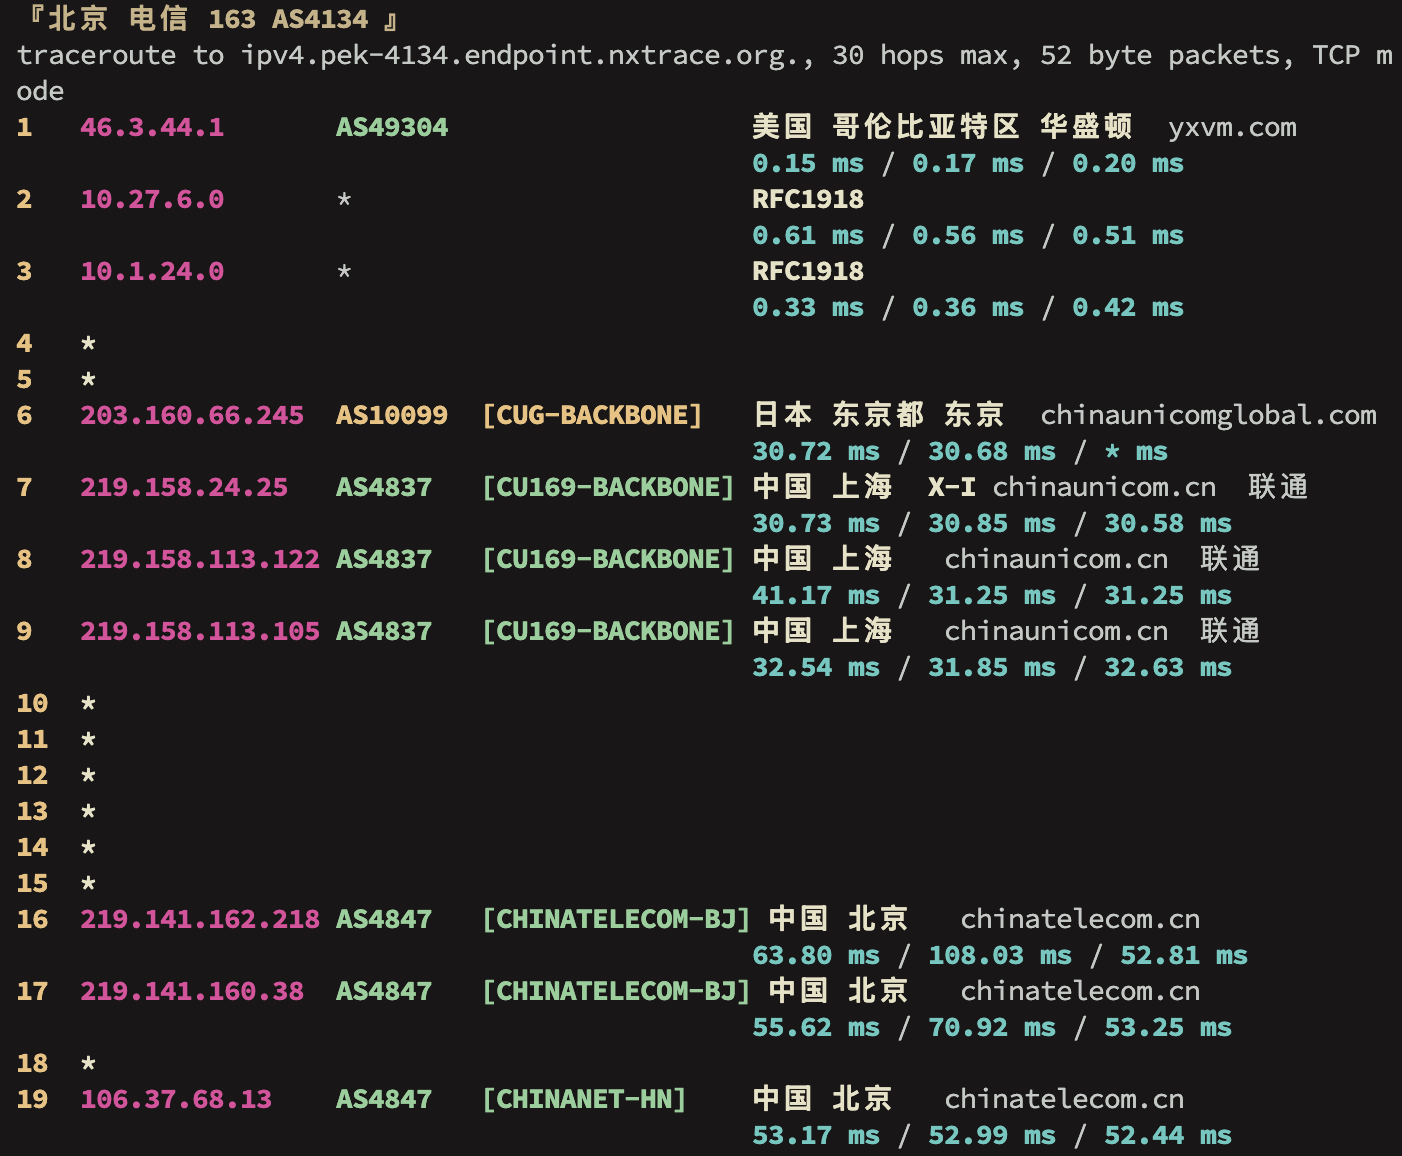 『北京 电信 163 AS4134 』
traceroute to ipv4.pek-4134.endpoint.nxtrace.org., 30 hops max, 52 byte packets, TCP m
ode
1 46.3.44.1 AS49304 美国 哥伦比亚特区 华盛顿 yxvm.com
0.15 ms / 0.17 ms / 0.20 ms
2 10.27.6.0 * RFC1918
0.61 ms / 0.56 ms / 0.51 ms
3 10.1.24.0 * RFC1918
0.33 ms / 0.36 ms / 0.42 ms
4 *
5 *
6 203.160.66.245 AS10099 [CUG-BACKBONE] 日本 东京都 东京 chinaunicomglobal.com
30.72 ms / 30.68 ms / * ms
7 219.158.24.25 AS4837 [CU169-BACKBONE] 中国 上海 X-I chinaunicom.cn 联通
30.73 ms / 30.85 ms / 30.58 ms
8 219.158.113.122 AS4837 [CU169-BACKBONE] 中国 上海 chinaunicom.cn 联通
41.17 ms / 31.25 ms / 31.25 ms
9 219.158.113.105 AS4837 [CU169-BACKBONE] 中国 上海 chinaunicom.cn 联通
32.54 ms / 31.85 ms / 32.63 ms
10 *
11 *
12 *
13 *
14 *
15 *
16 219.141.162.218 AS4847 [CHINATELECOM-BJ] 中国 北京 chinatelecom.cn
63.80 ms / 108.03 ms / 52.81 ms
17 219.141.160.38 AS4847 [CHINATELECOM-BJ] 中国 北京 chinatelecom.cn
55.62 ms / 70.92 ms / 53.25 ms
18 *
19 106.37.68.13 AS4847 [CHINANET-HN] 中国 北京 chinatelecom.cn
53.17 ms / 52.99 ms / 52.44 ms